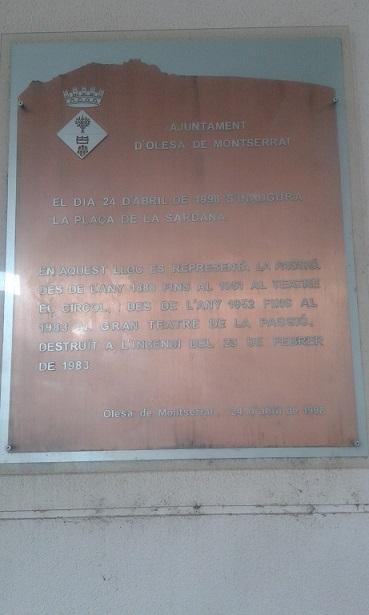 AJUNTAMENT
D'OLESA DE MONTSERRAT
EL DIA 24 D'ABRIL DE 1998 S'INAUGURA
LA PLAÇA DE LA SARDANA
EN AQUEST LLOC ES REPRESENTÀ LA PASSIÓ
DES DE L'ANY FINS AL 1951 AL TEATRE
EL CÍRCOL, DES DE L'ANY 1952 FINS AL
1983 AL GRAN TEATRE DE LA PASSIÓ,
DESTRUÏT A L'INCENDI DEL 23 DE FEBRER
DE 1983
Olesa de Montserrat, 24 d'abril de 1998